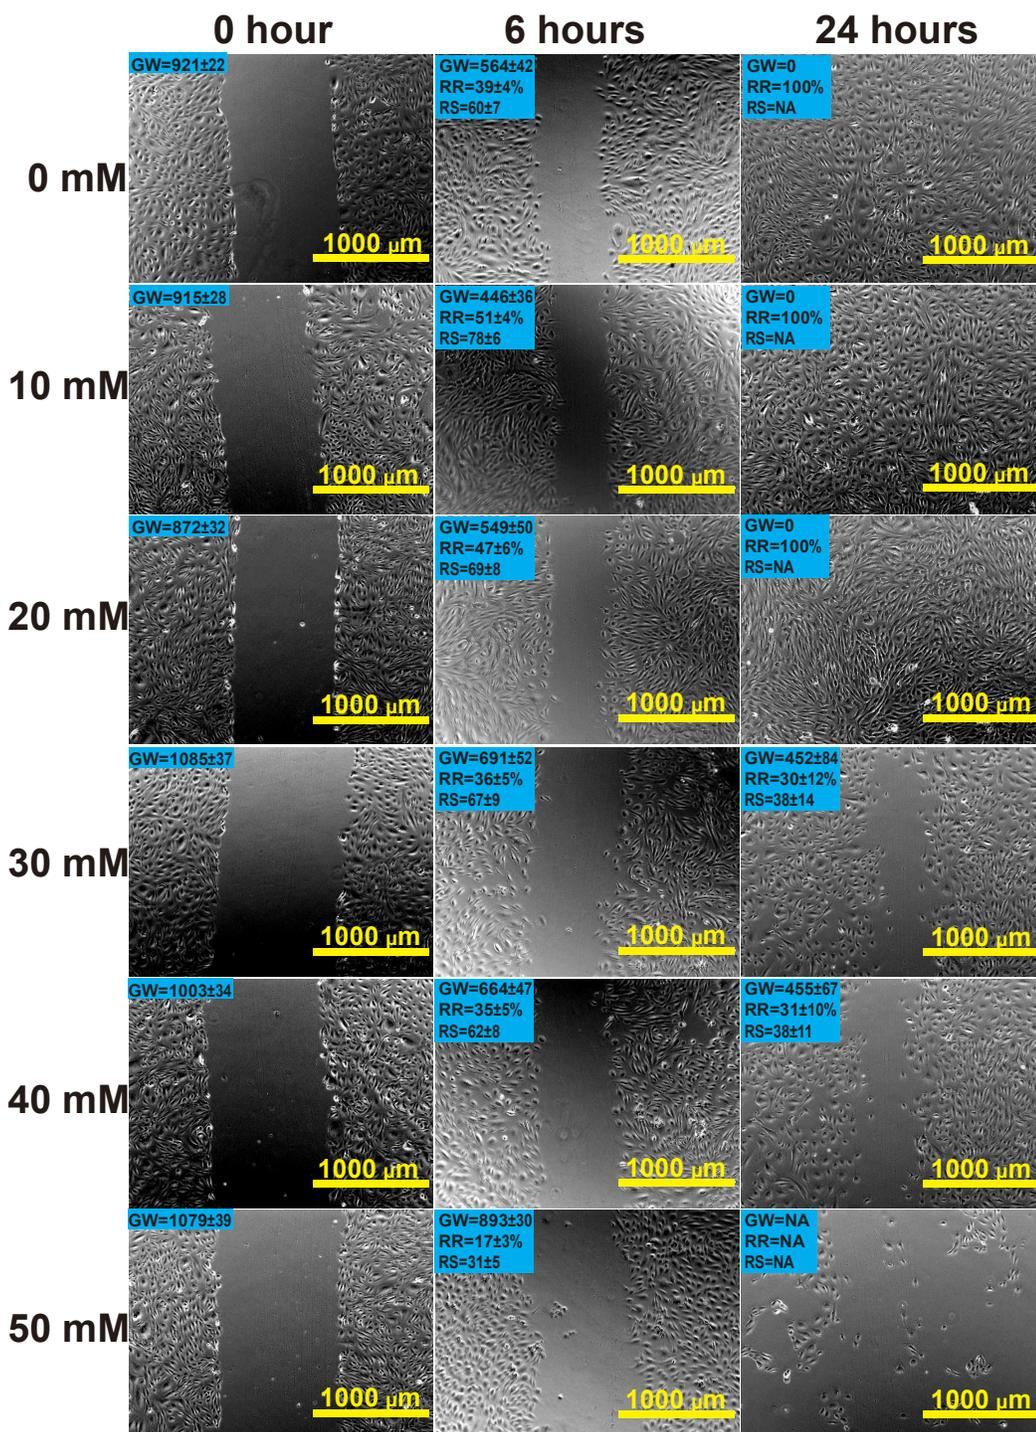 0 hour
6 hours
24 hours
0 mM
GW=921±22
1000 µm
GW=564±42
RR=39±4%
RS=60±7
1000 µm
GW=0
RR=100%
RS=NA
1000 µm
10 mM
GW=915±28
1000 µm
GW=446±36
RR=51±4%
RS=78±6
1000 µm
GW=0
RR=100%
RS=NA
1000 µm
20 mM
GW=872±32
1000 µm
GW=549±50
RR=47±6%
RS=69±8
1000 µm
GW=0
RR=100%
RS=NA
1000 µm
30 mM
GW=1085±37
1000 µm
GW=691±52
RR=36±5%
RS=67±9
1000 µm
GW=452±84
RR=30±12%
RS=38±14
1000 µm
40 mM
GW=1003±34
1000 µm
GW=664±47
RR=35±5%
RS=62±8
1000 µm
GW=455±67
RR=31±10%
RS=38±11
1000 µm
50 mM
GW=1079±39
1000 µm
GW=893±30
RR=17±3%
RS=31±5
1000 µm
GW=NA
RR=NA
RS=NA
1000 µm